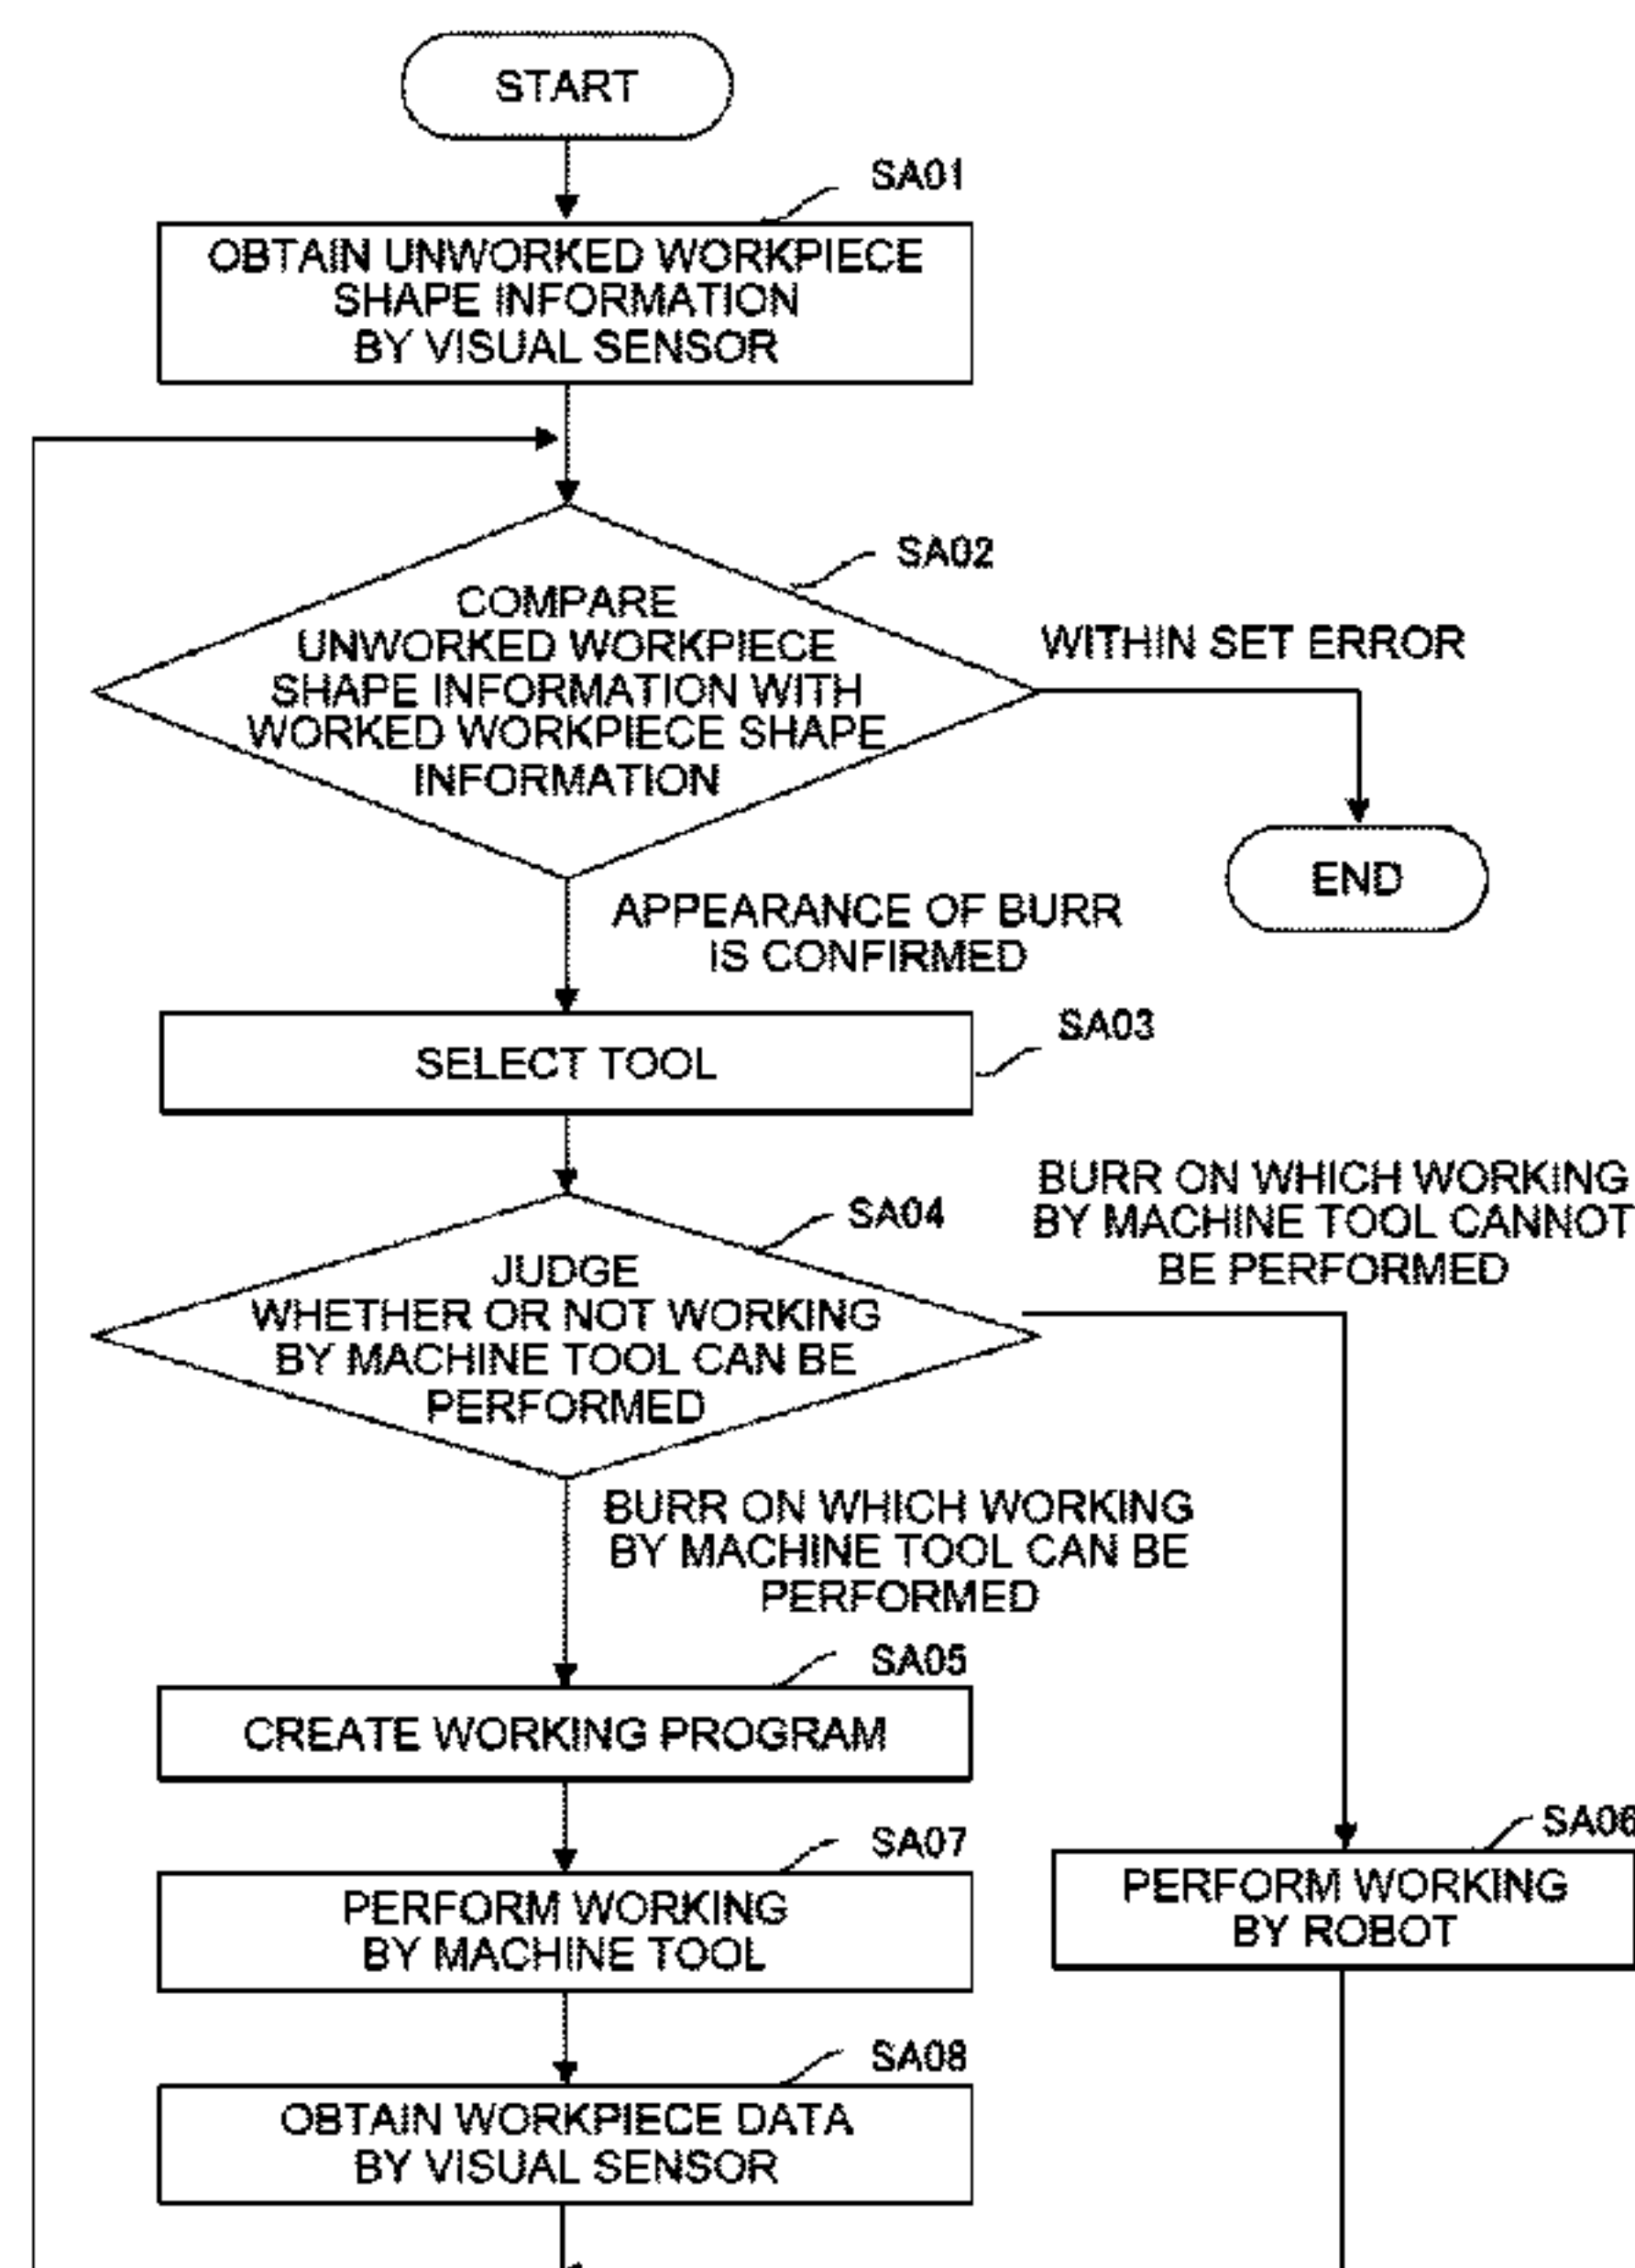 START
SA01
OBTAIN UNWORKED WORKPIECE
SHAPE INFORMATION
BY VISUAL SENSOR
SA02
COMPARE
UNWORKED WORKPIECE
SHAPE INFORMATION WITH
WORKED WORKPIECE SHAPE
INFORMATION
WITHIN SET ERROR
END
APPEARANCE OF BURR
IS CONFIRMED
SA03
SELECT TOOL
SA04
JUDGE
WHETHER OR NOT WORKING
BY MACHINE TOOL CAN BE
PERFORMED
BURR ON WHICH WORKING
BY MACHINE TOOL CANNOT
BE PERFORMED
BURR ON WHICH WORKING
BY MACHINE TOOL CAN BE
PERFORMED
SA05
CREATE WORKING PROGRAM
SA07
PERFORM WORKING
BY MACHINE TOOL
SA06
PERFORM WORKING
BY ROBOT
SA08
OBTAIN WORKPIECE DATA
BY VISUAL SENSOR